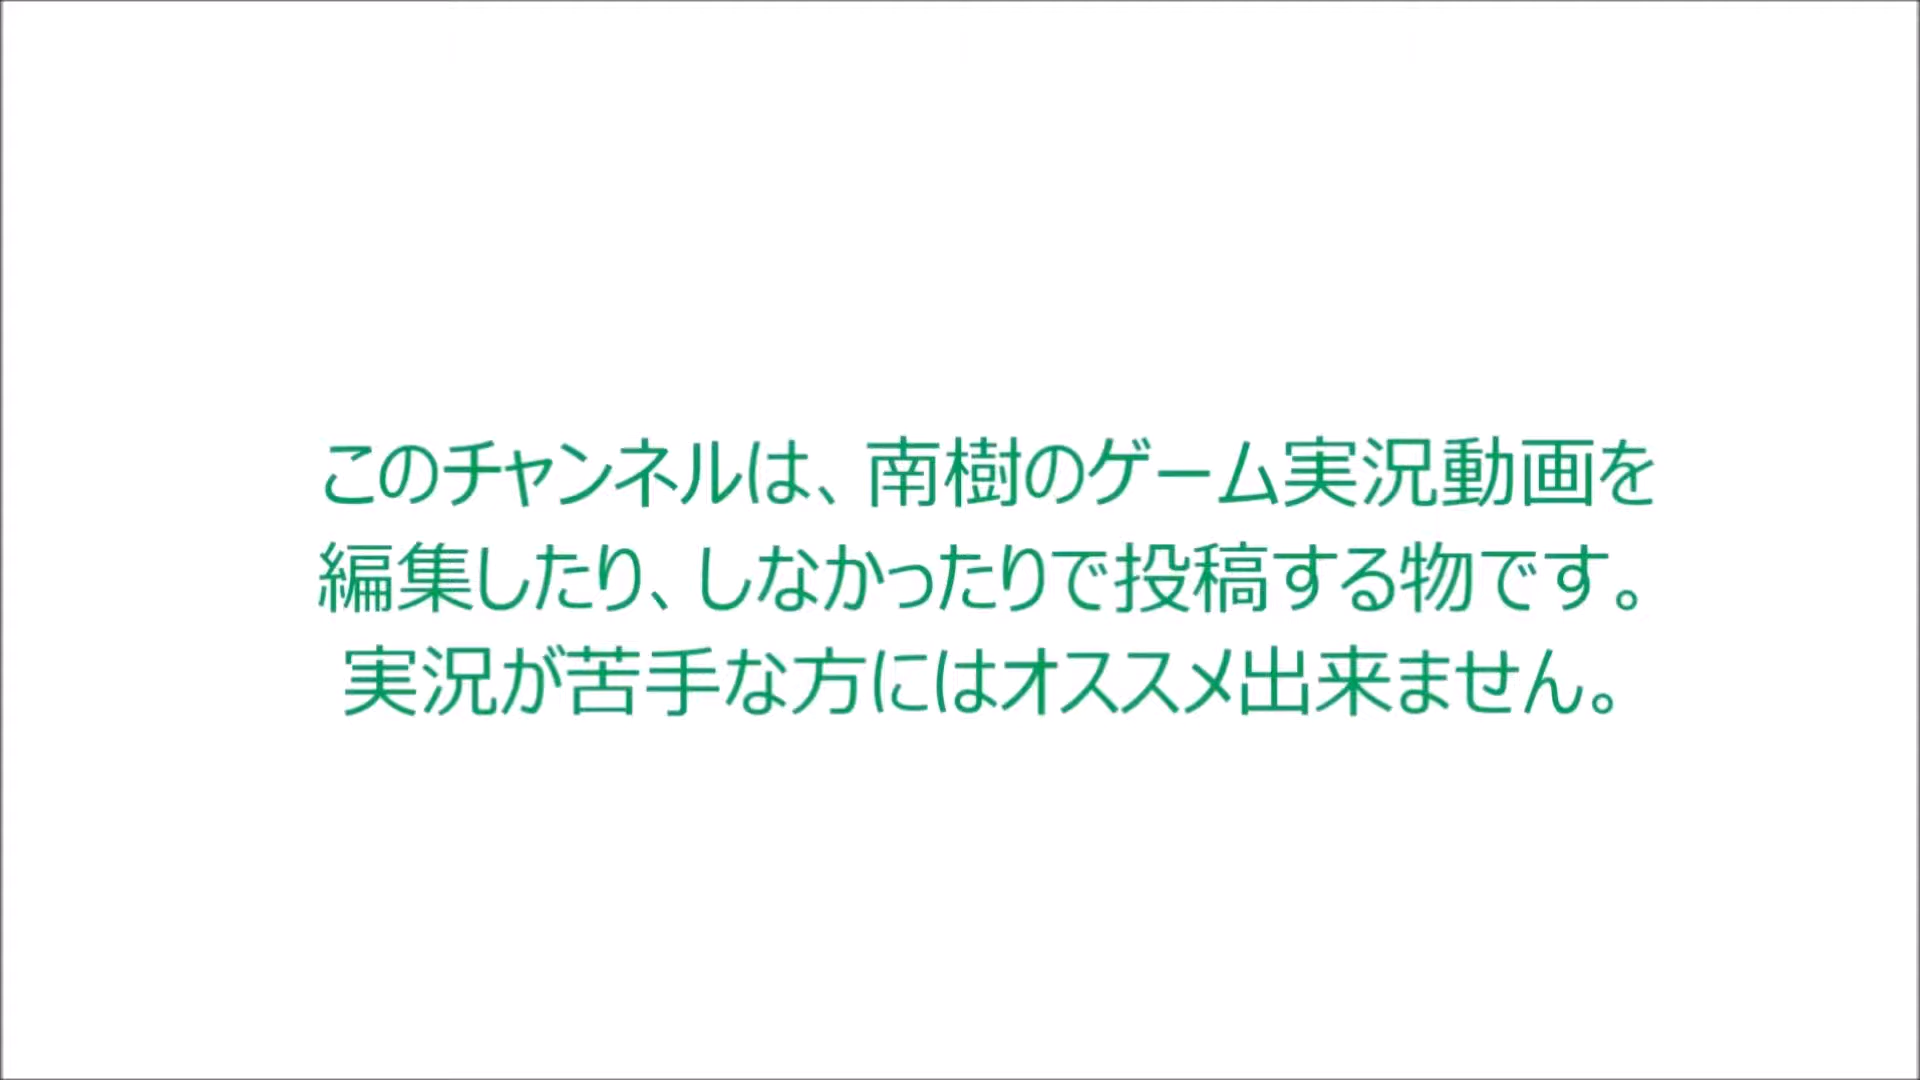 このチャンネルは、南樹のゲーム実況動画を
編集したり、しなかったりで投稿する物です。
実況が苦手な方にはオススメ出来ません。